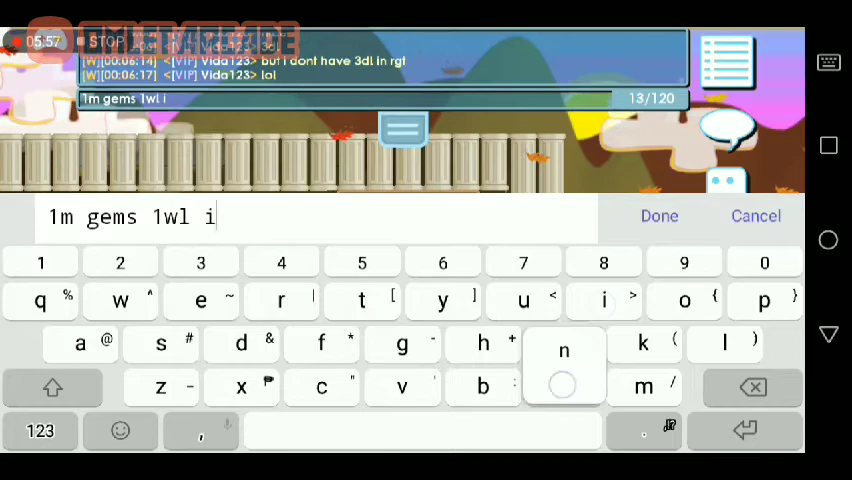 05:57 STOP
Vida123> 3dl
[W][00:06:14] <[VIP] Vida123> but i dont have 3dl in rgt
[W][00:06:17] <[VIP] Vida123> lol
1m gems 1wl i 13/120
1m gems 1wl i Done Cancel
1 2 3 4 5 6 7 8 9 0
q % w ^ e ~ r | t [ y ] u < i > o { p }
a @ s # d & f * g - h + n k ( l )
z - x c " v b : m /
123 , .